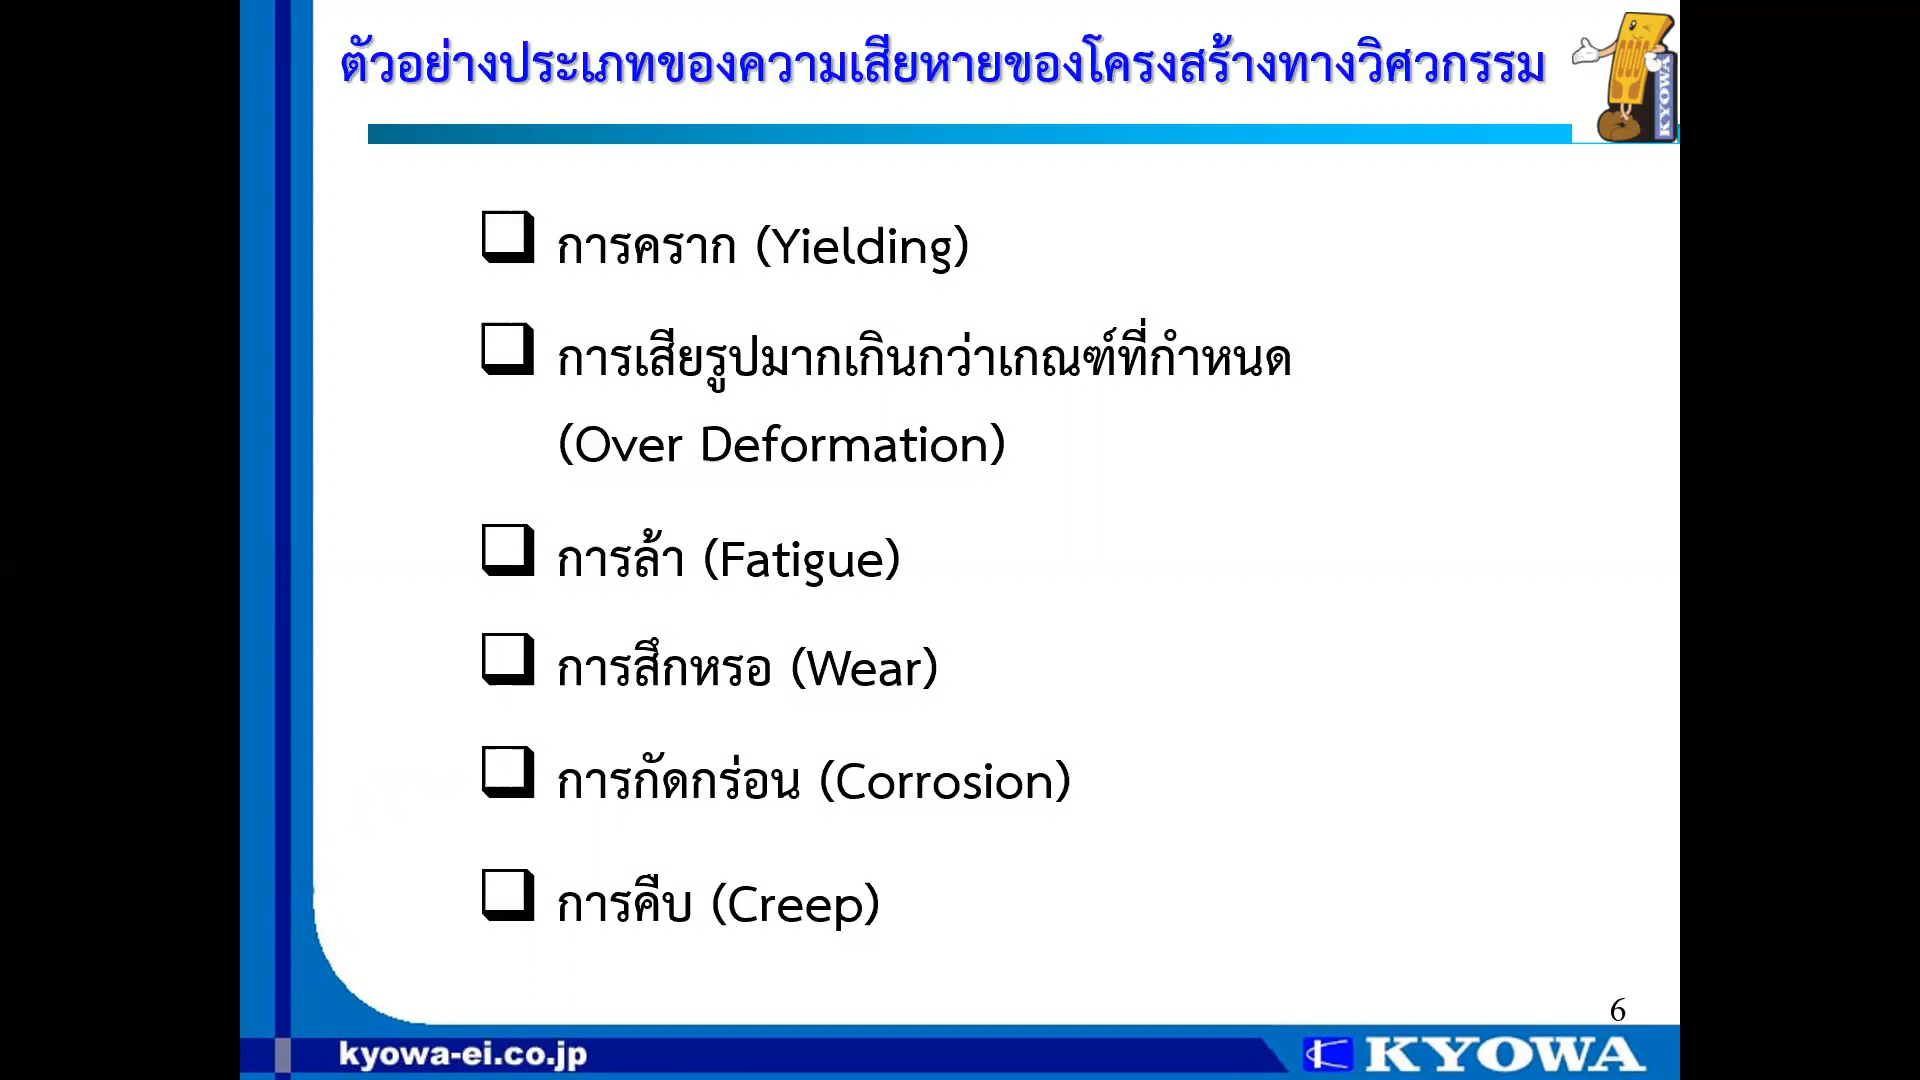 ตัวอย่างประเภทของความเสียหายของโครงสร้างทางวิศวกรรม
KYOWA
การคราก (Yielding)
การเสียรูปมากเกินกว่าเกณฑ์ที่กำหนด
(Over Deformation)
การล้า (Fatigue)
การสึกหรอ (Wear)
การกัดกร่อน (Corrosion)
การคืบ (Creep)
6
kyowa-ei.co.jp
KYOWA